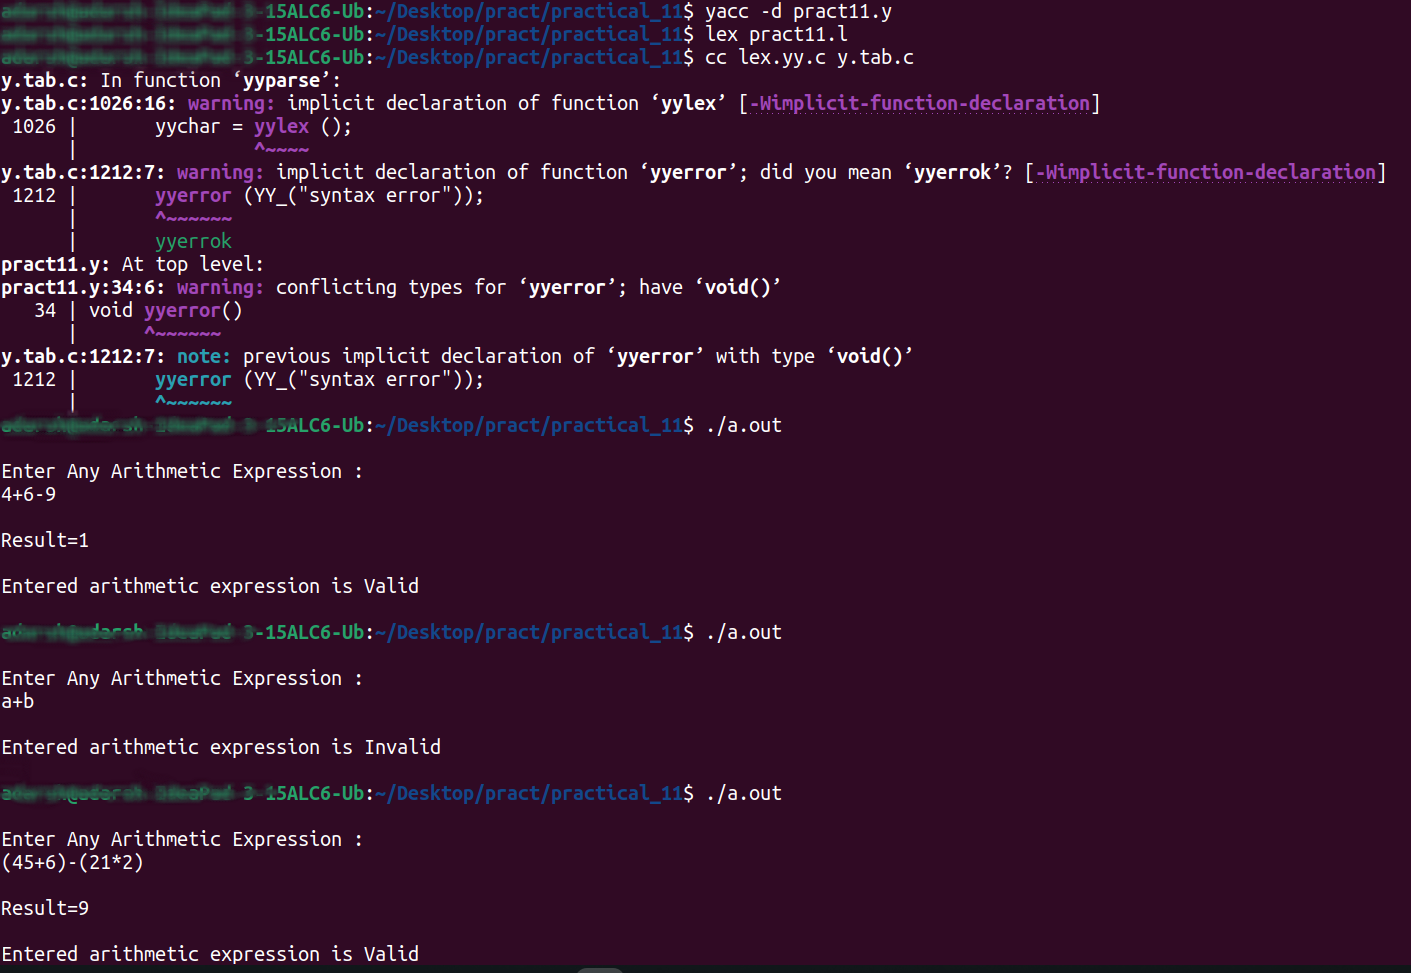 3-15ALC6-Ub:~/Desktop/pract/practical_11$ yacc -d pract11.y
3-15ALC6-Ub:~/Desktop/pract/practical_11$ lex pract11.l
3-15ALC6-Ub:~/Desktop/pract/practical_11$ cc lex.yy.c y.tab.c
y.tab.c: In function ‘yyparse’:
y.tab.c:1026:16: warning: implicit declaration of function ‘yylex’ [-Wimplicit-function-declaration]
1026 | yychar = yylex ();
| ^~~~~
y.tab.c:1212:7: warning: implicit declaration of function ‘yyerror’; did you mean ‘yyerrok’? [-Wimplicit-function-declaration]
1212 | yyerror (YY_("syntax error"));
| ^~~~~~~
| yyerrok
pract11.y: At top level:
pract11.y:34:6: warning: conflicting types for ‘yyerror’; have ‘void()’
34 | void yyerror()
| ^~~~~~~
y.tab.c:1212:7: note: previous implicit declaration of ‘yyerror’ with type ‘void()’
1212 | yyerror (YY_("syntax error"));
| ^~~~~~~
15ALC6-Ub:~/Desktop/pract/practical_11$ ./a.out
Enter Any Arithmetic Expression :
4+6-9
Result=1
Entered arithmetic expression is Valid
3-15ALC6-Ub:~/Desktop/pract/practical_11$ ./a.out
Enter Any Arithmetic Expression :
a+b
Entered arithmetic expression is Invalid
3-15ALC6-Ub:~/Desktop/pract/practical_11$ ./a.out
Enter Any Arithmetic Expression :
(45+6)-(21*2)
Result=9
Entered arithmetic expression is Valid